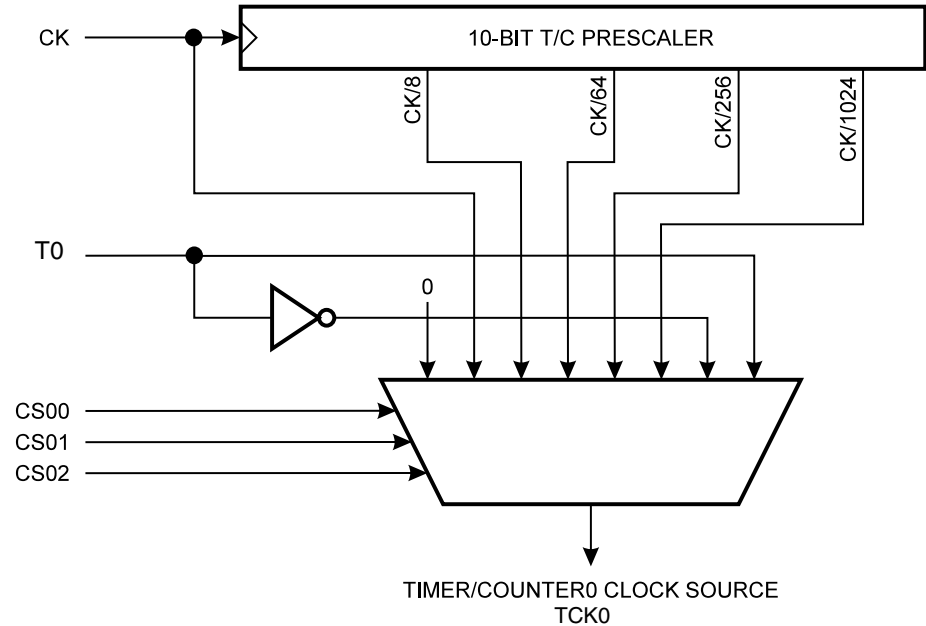 CK
10-BIT T/C PRESCALER
CK/8
CK/64
CK/256
CK/1024
T0
0
CS00
CS01
CS02
TIMER/COUNTER0 CLOCK SOURCE
TCK0